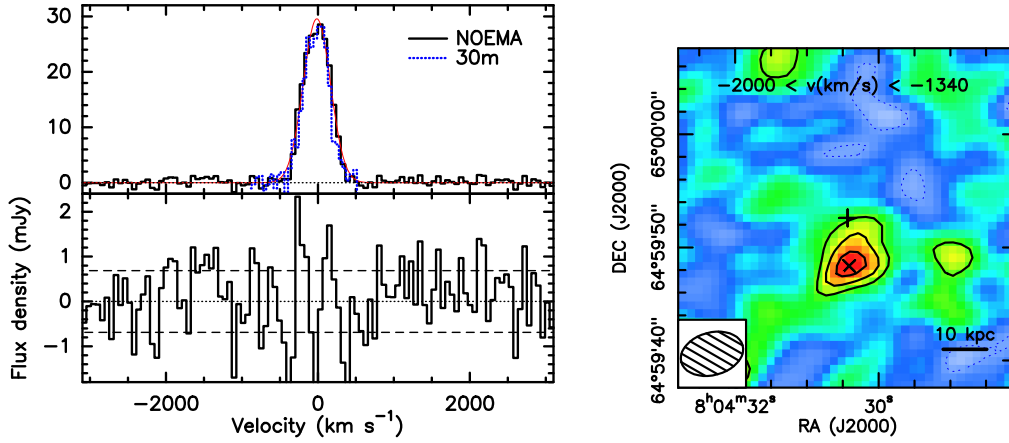 30
20
10
0
NOEMA
30m
2
1
0
−1
Flux density (mJy)
−2000
0
2000
Velocity (km s⁻¹)
−2000 < v(km/s) < −1340
65°00'00"
64°59'50"
64°59'40"
DEC (J2000)
10 kpc
8ʰ04ᵐ32ˢ
30ˢ
RA (J2000)